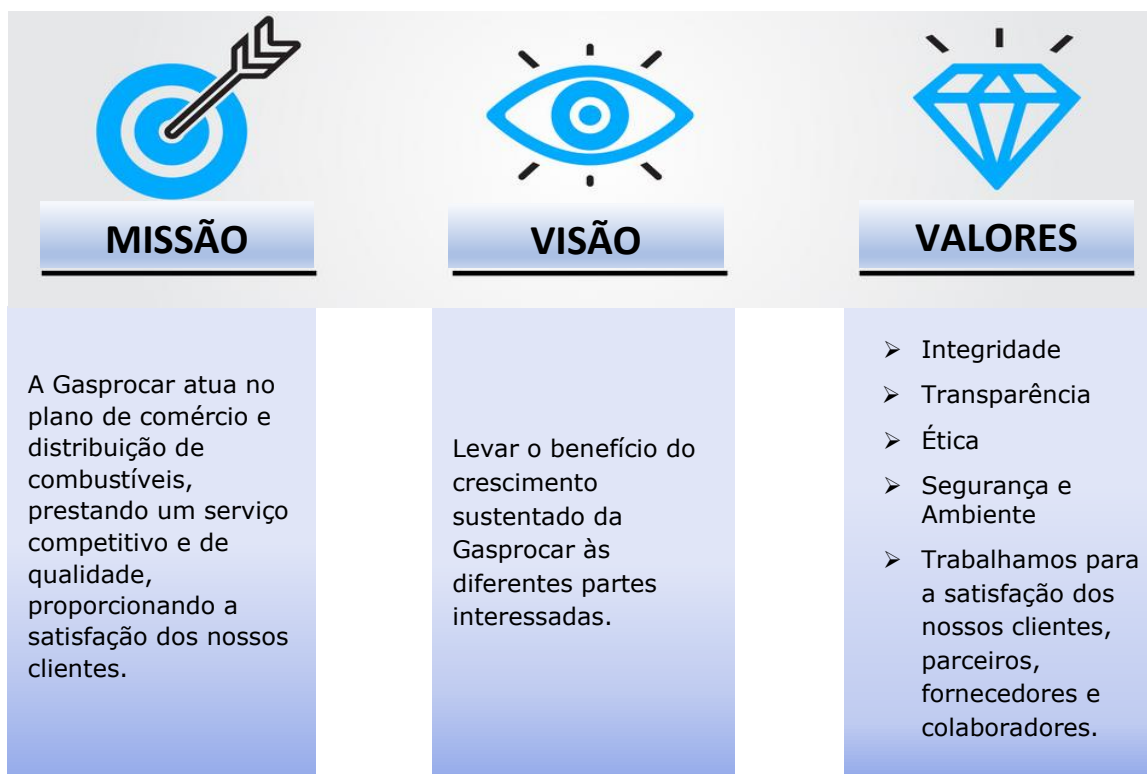 MISSÃO
A Gasprocar atua no
plano de comércio e
distribuição de
combustíveis,
prestando um serviço
competitivo e de
qualidade,
proporcionando a
satisfação dos nossos
clientes.
VISÃO
Levar o benefício do
crescimento
sustentado da
Gasprocar às
diferentes partes
interessadas.
VALORES
➢ Integridade
➢ Transparência
➢ Ética
➢ Segurança e
Ambiente
➢ Trabalhamos para
a satisfação dos
nossos clientes,
parceiros,
fornecedores e
colaboradores.